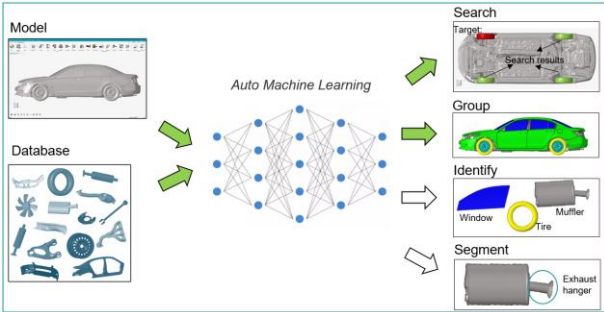 Model
Database
Auto Machine Learning
Search
Target:
Search results
Group
Identify
Window
Tire
Muffler
Segment
Exhaust
hanger